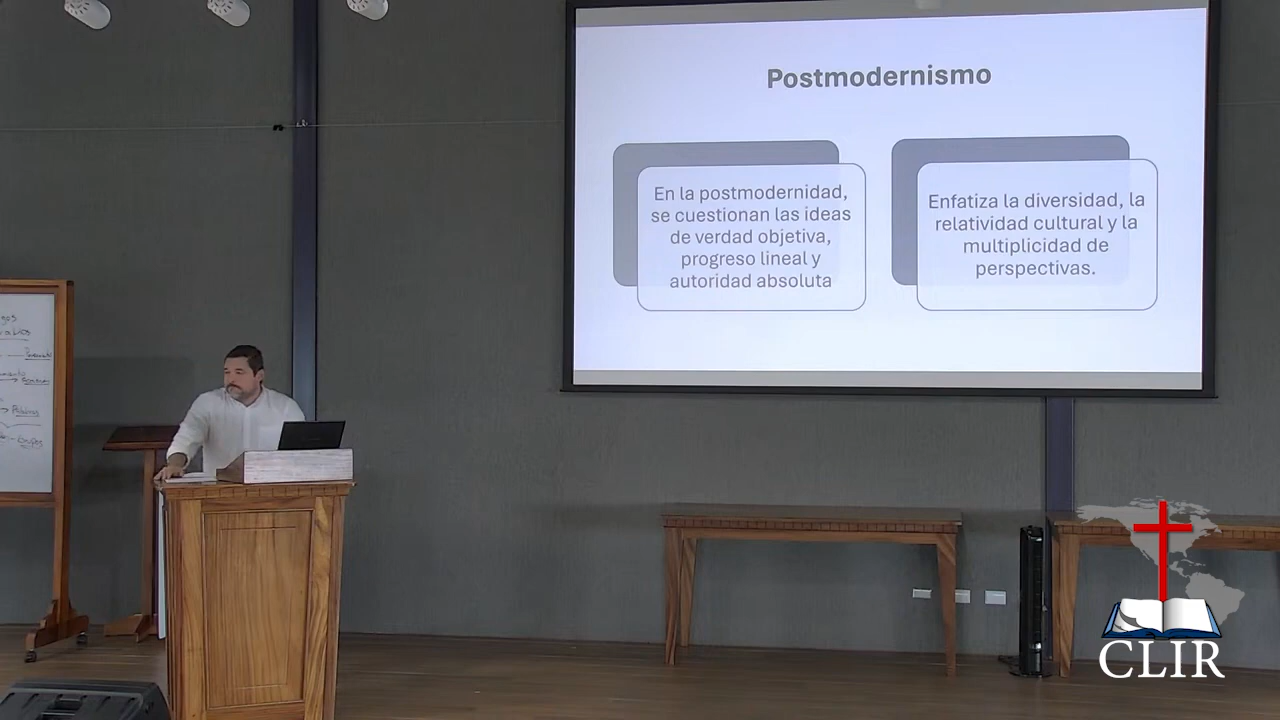 Postmodernismo
En la postmodernidad,
se cuestionan las ideas
de verdad objetiva,
progreso lineal y
autoridad absoluta
Enfatiza la diversidad, la
relatividad cultural y la
multiplicidad de
perspectivas.
CLIR